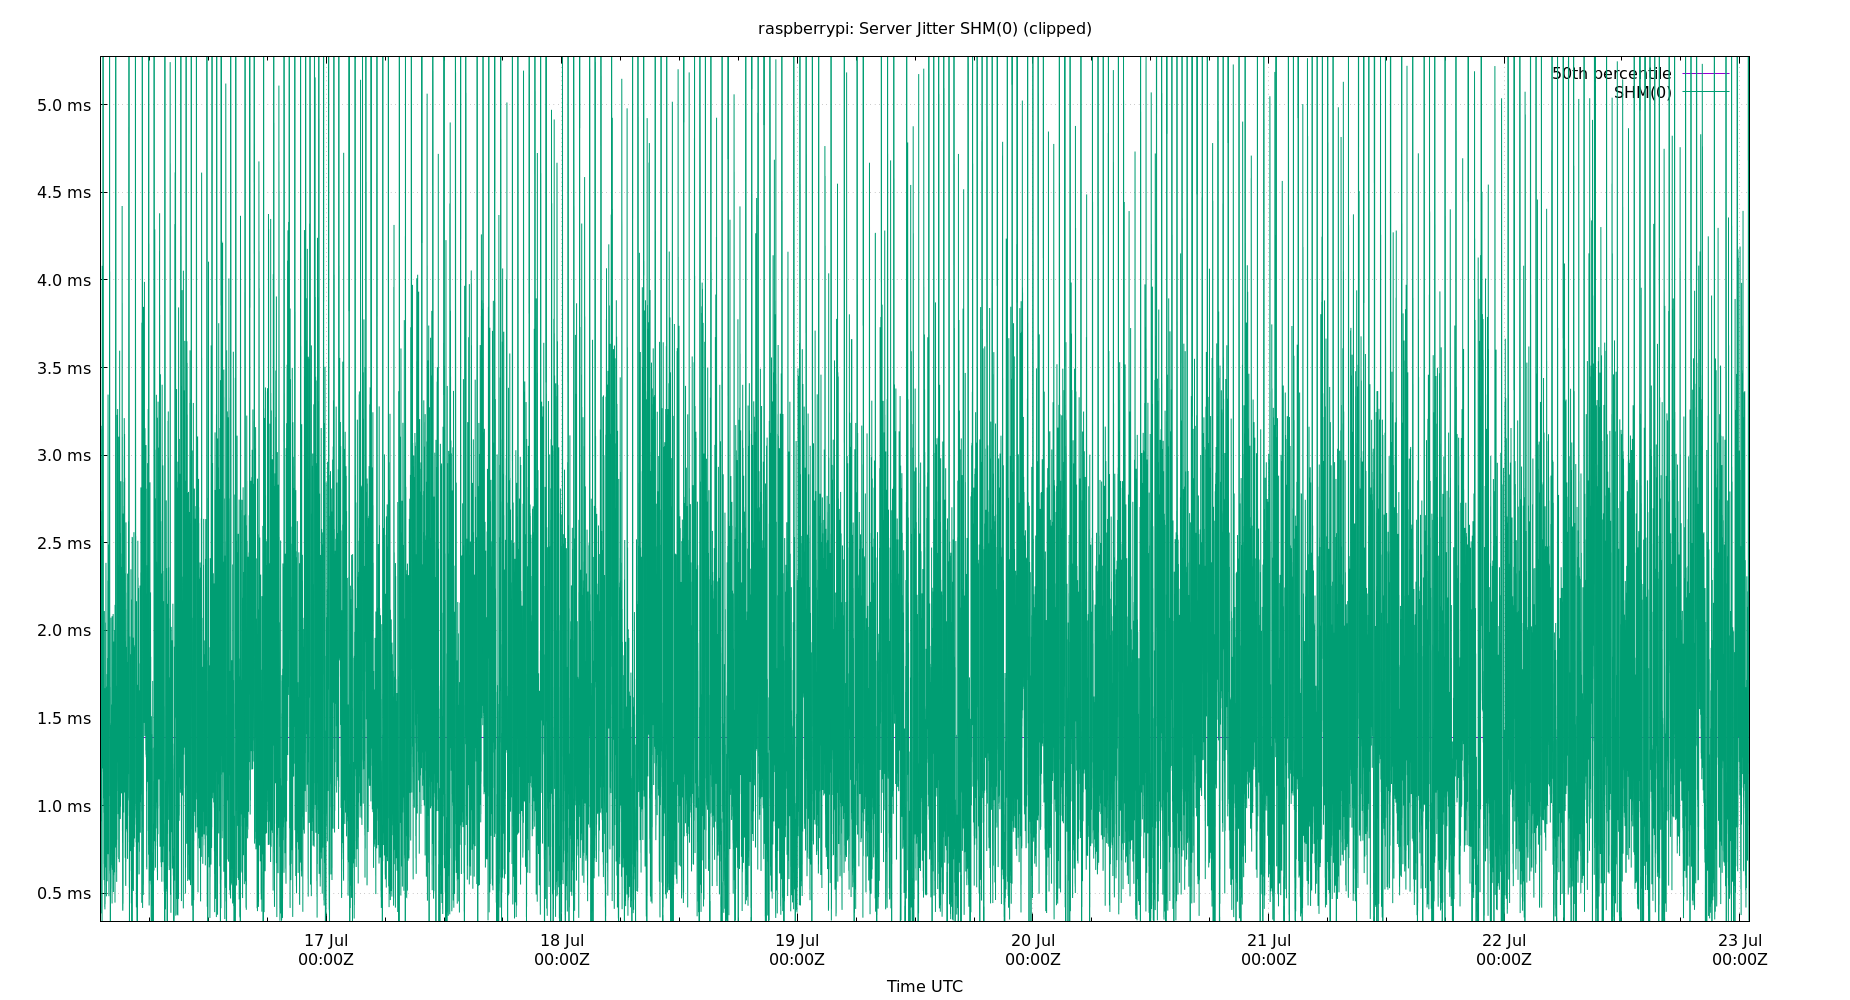 raspberrypi: Server Jitter SHM(0) (clipped)
50th percentile
SHM(0)
5.0 ms
4.5 ms
4.0 ms
3.5 ms
3.0 ms
2.5 ms
2.0 ms
1.5 ms
1.0 ms
0.5 ms
17 Jul 18 Jul 19 Jul 20 Jul 21 Jul 22 Jul 23 Jul
00:00Z 00:00Z 00:00Z 00:00Z 00:00Z 00:00Z 00:00Z
Time UTC